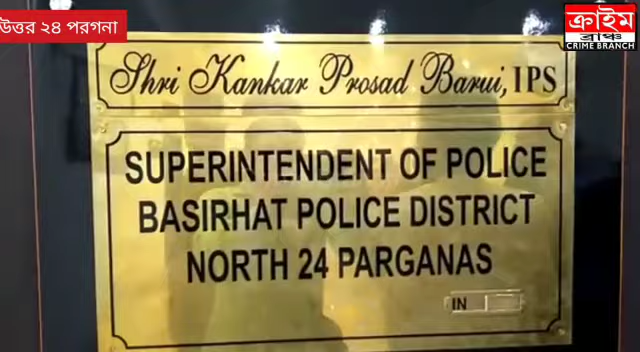 উত্তর ২৪ পরগনা
ক্রাইম
ব্রাঞ্চ
CRIME BRANCH
Shri Kankar Prosad Barui, IPS
SUPERINTENDENT OF POLICE
BASIRHAT POLICE DISTRICT
NORTH 24 PARGANAS
IN